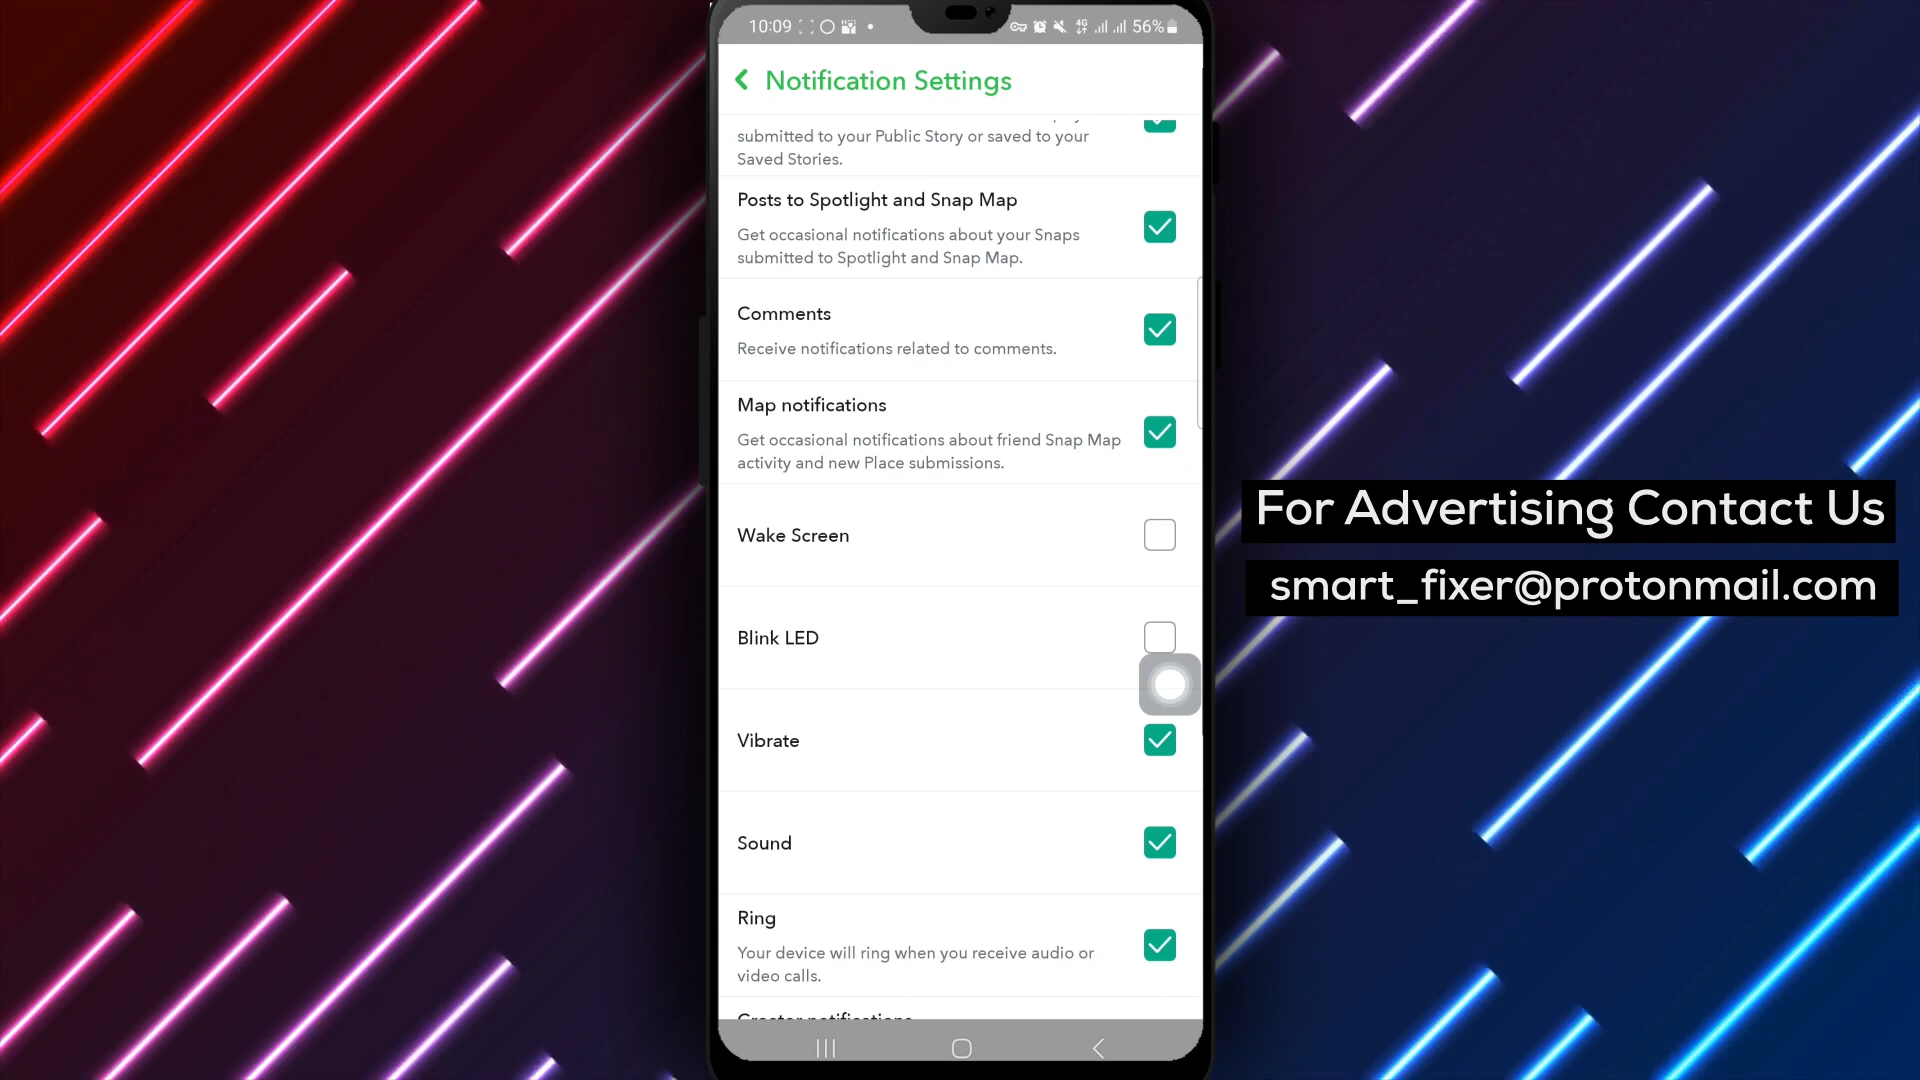 10:09
4G 56%
Notification Settings
submitted to your Public Story or saved to your
Saved Stories.
Posts to Spotlight and Snap Map
Get occasional notifications about your Snaps
submitted to Spotlight and Snap Map.
Comments
Receive notifications related to comments.
Map notifications
Get occasional notifications about friend Snap Map
activity and new Place submissions.
Wake Screen
Blink LED
Vibrate
Sound
Ring
Your device will ring when you receive audio or
video calls.
Creator notifications
For Advertising Contact Us
smart_fixer@protonmail.com